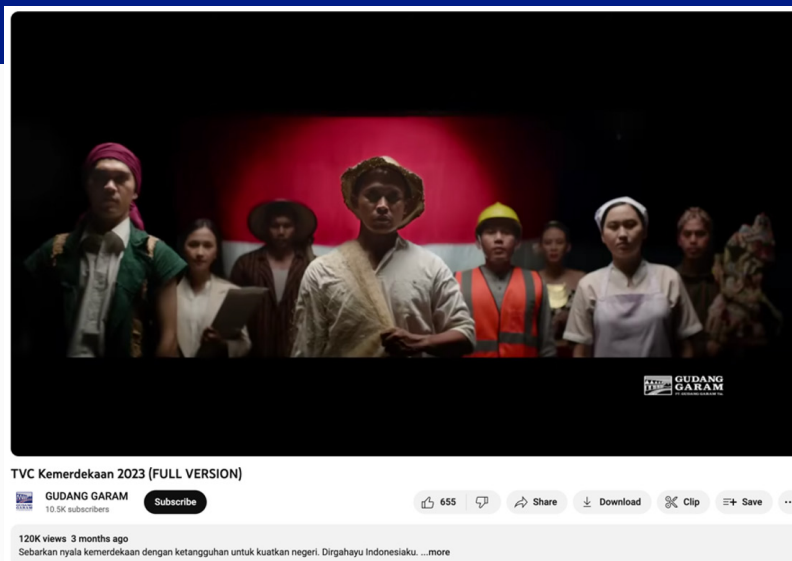 GUDANG
GARAM
TVC Kemerdekaan 2023 (FULL VERSION)
GUDANG GARAM
10.5K subscribers
Subscribe
655
Share
Download
Clip
Save
120K views 3 months ago
Sebarkan nyala kemerdekaan dengan ketangguhan untuk kuatkan negeri. Dirgahayu Indonesiaku. ...more